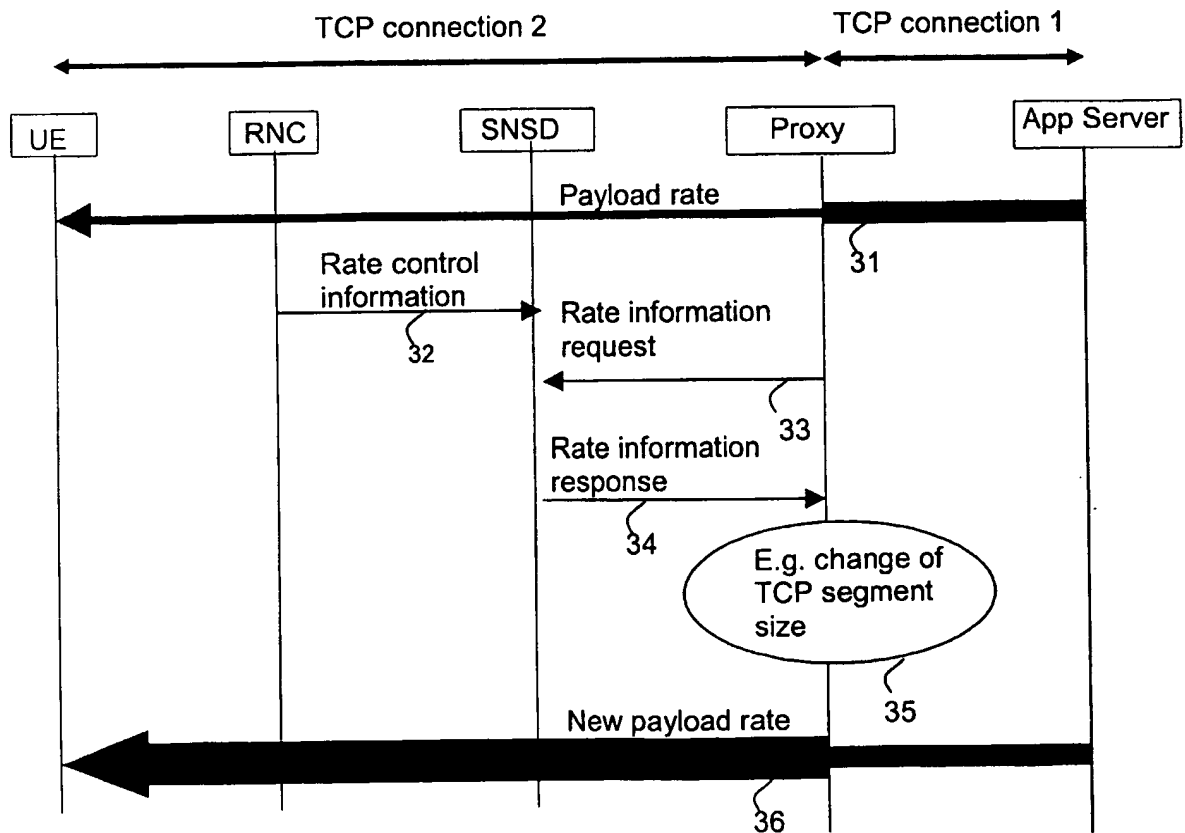 TCP connection 2
TCP connection 1
UE
RNC
SNSD
Proxy
App Server
Payload rate
31
Rate control
information
32
Rate information
request
33
Rate information
response
34
E.g. change of
TCP segment
size
35
New payload rate
36